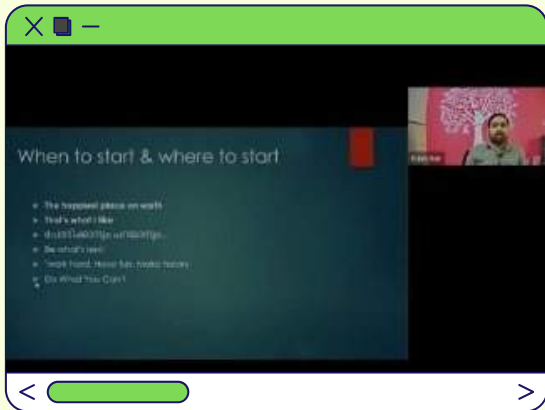 When to start & where to start
The happiest place on earth
That's what I like
Be what's next
"work hard. Have fun. make history
Do What You Can't